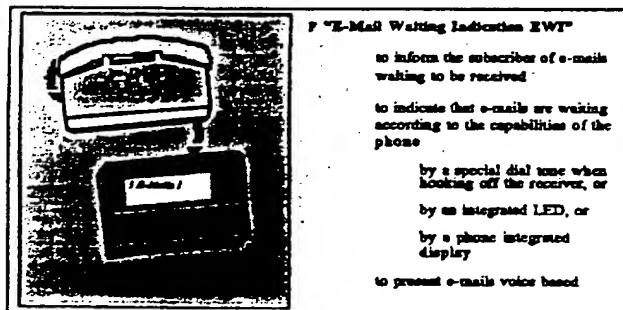 F "E-Mail Waiting Indication EWI"
to inform the subscriber of e-mails
waiting to be received
to indicate that e-mails are waiting
according to the capabilities of the
phone
by a special dial tone when
hooking off the receiver, or
by an integrated LED, or
by a phone integrated
display
to present e-mails voice based